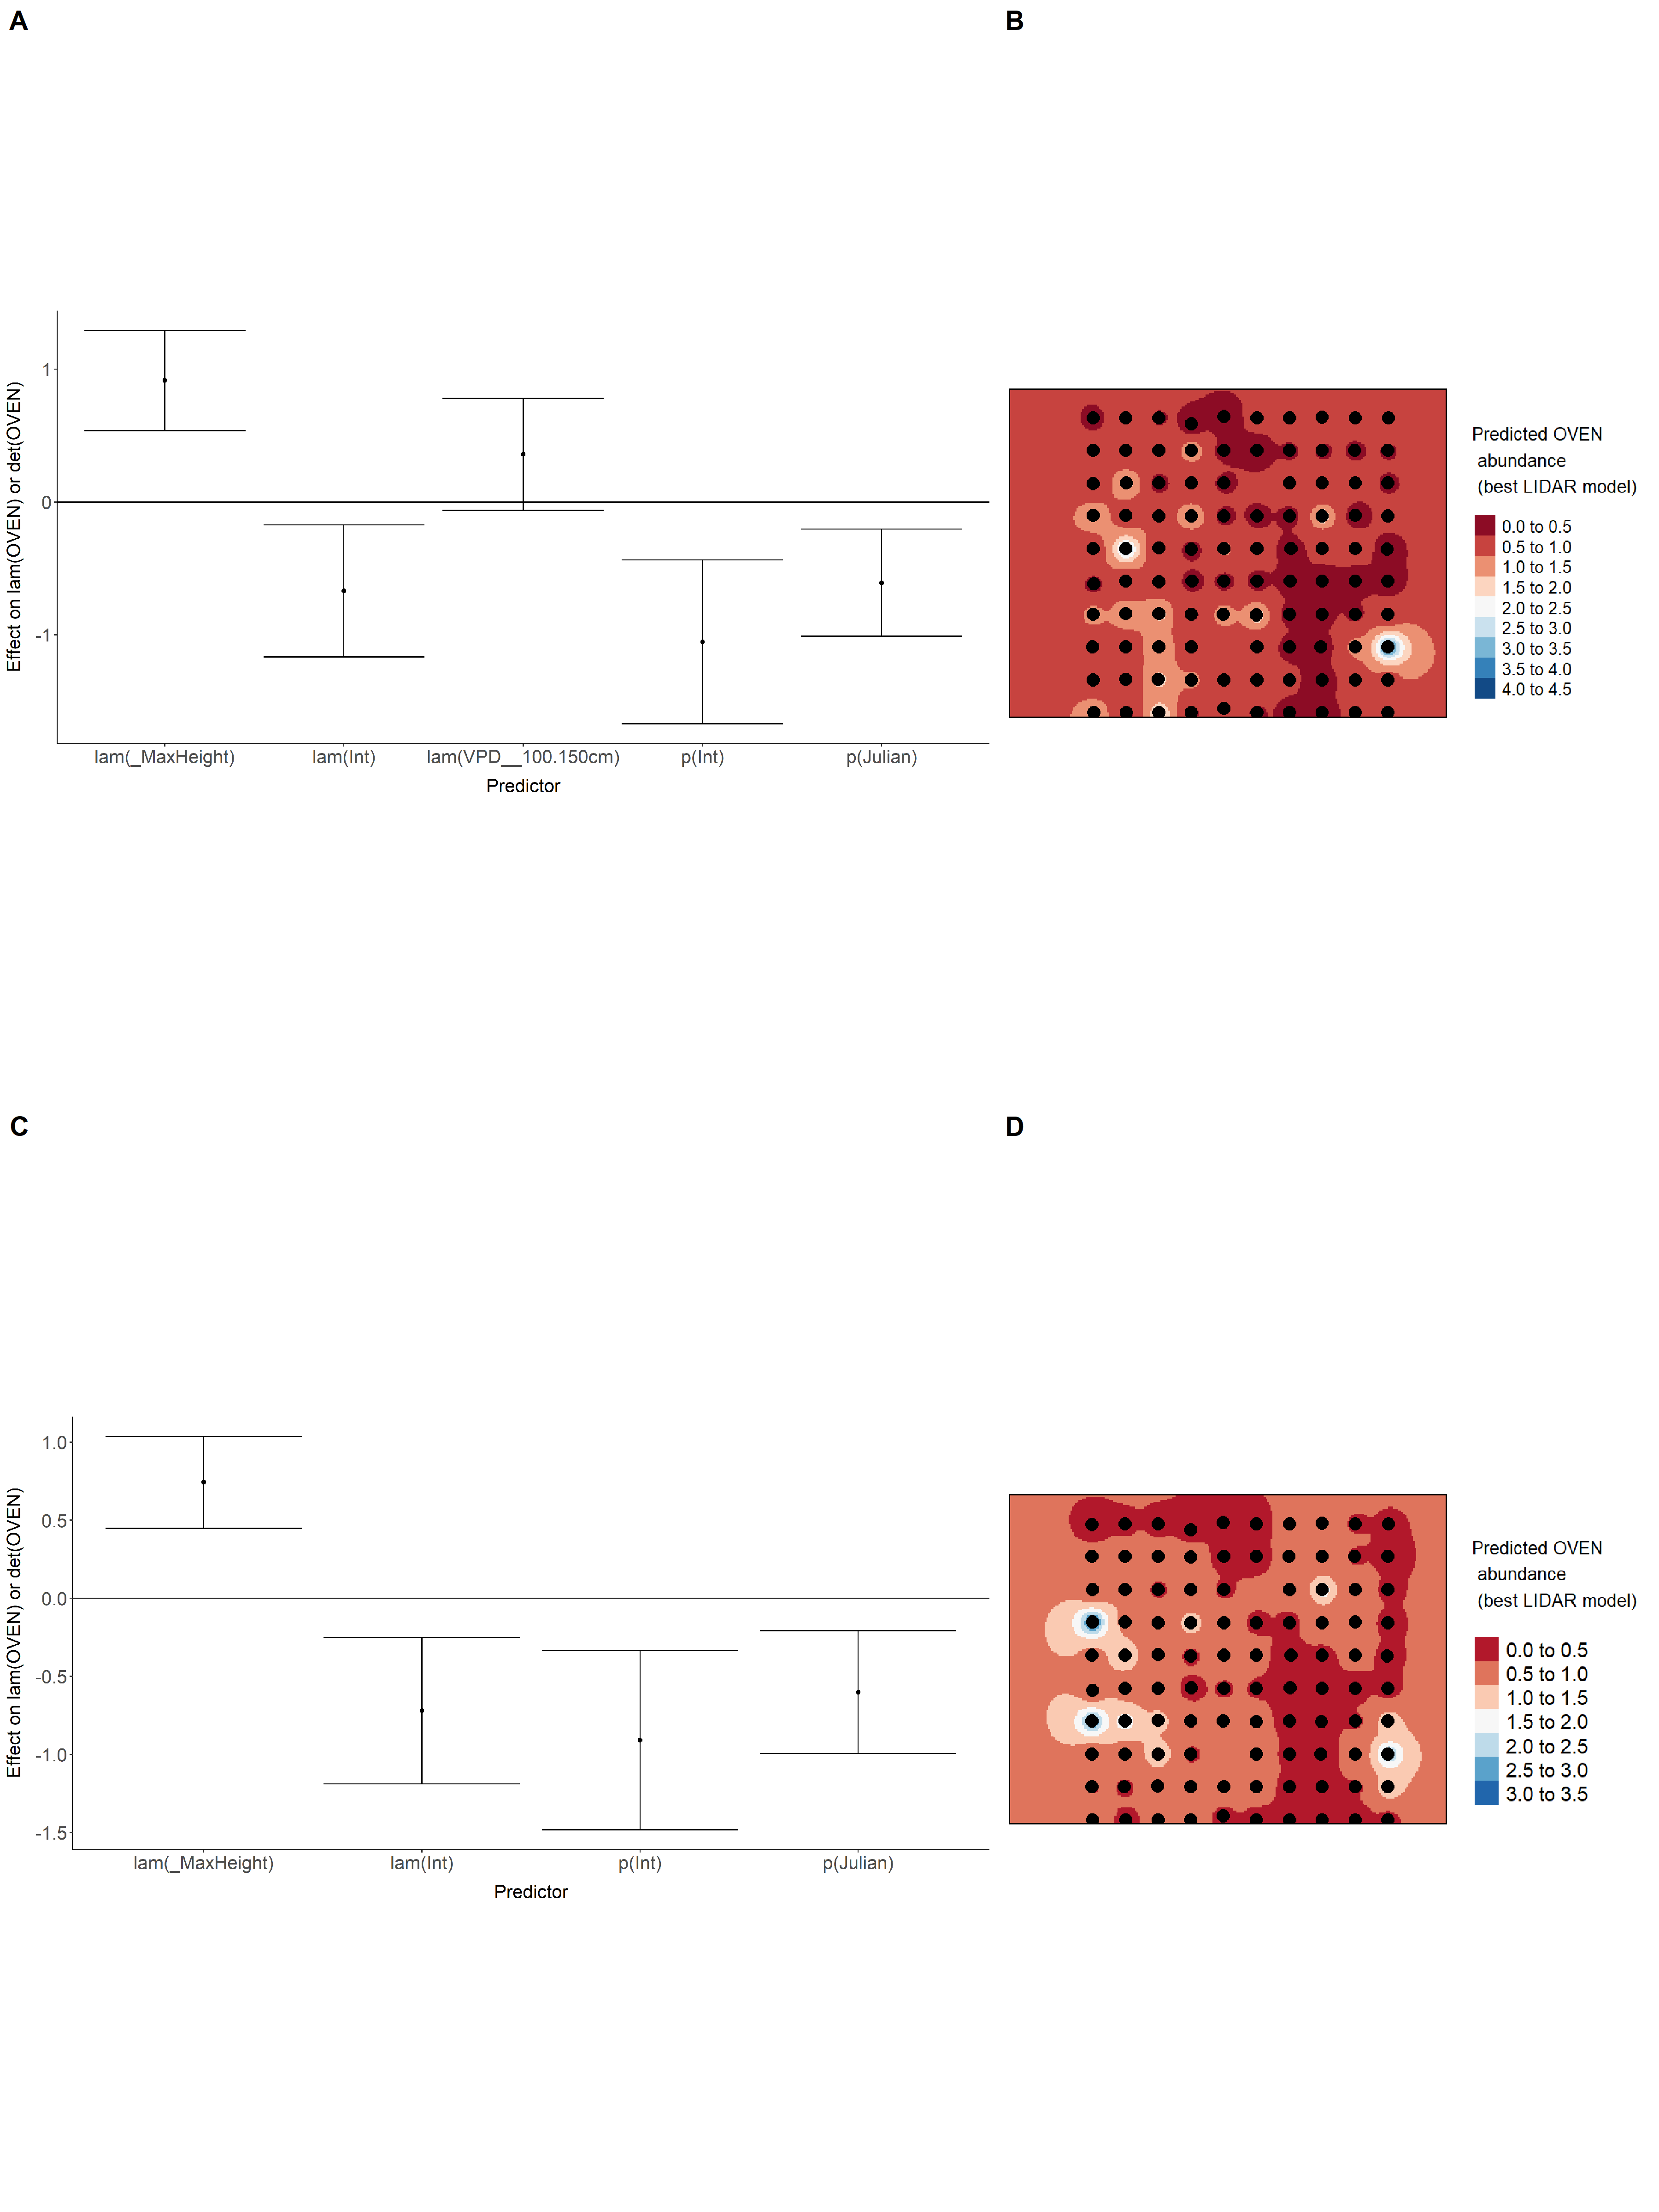 A
B
Effect on lam(OVEN) or det(OVEN)
1
0
-1
lam(_MaxHeight)
lam(Int)
lam(VPD__100.150cm)
p(Int)
p(Julian)
Predictor
Predicted OVEN
abundance
(best LIDAR model)
0.0 to 0.5
0.5 to 1.0
1.0 to 1.5
1.5 to 2.0
2.0 to 2.5
2.5 to 3.0
3.0 to 3.5
3.5 to 4.0
4.0 to 4.5
C
D
Effect on lam(OVEN) or det(OVEN)
1.0
0.5
0.0
-0.5
-1.0
-1.5
lam(_MaxHeight)
lam(Int)
p(Int)
p(Julian)
Predictor
Predicted OVEN
abundance
(best LIDAR model)
0.0 to 0.5
0.5 to 1.0
1.0 to 1.5
1.5 to 2.0
2.0 to 2.5
2.5 to 3.0
3.0 to 3.5